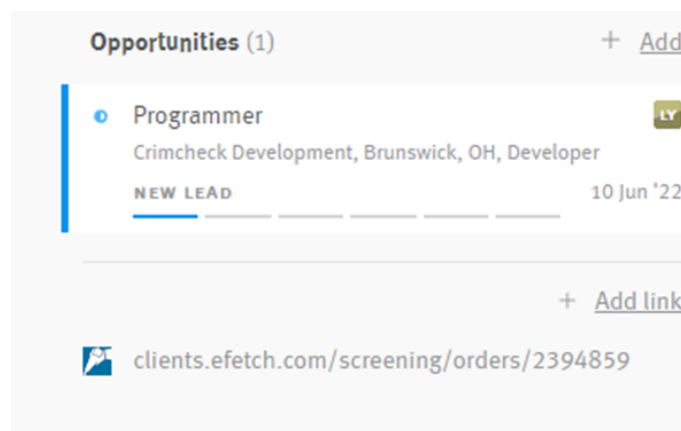 Opportunities (1)
+ Add
Programmer
LY
Crimcheck Development, Brunswick, OH, Developer
NEW LEAD
10 Jun '22
+ Add link
clients.efetch.com/screening/orders/2394859